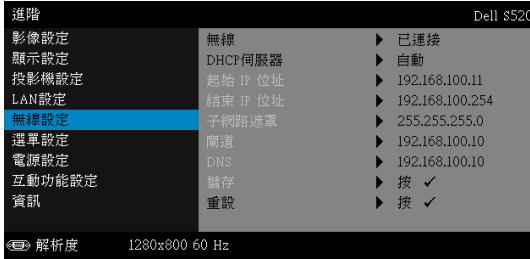 進階 Dell S520
影像設定
顯示設定
投影機設定
LAN設定
無線設定
選單設定
電源設定
互動功能設定
資訊
無線 ▶ 已連接
DHCP伺服器 ▶ 自動
起始 IP 位址 ▶ 192.168.100.11
結束 IP 位址 ▶ 192.168.100.254
子網路遮罩 ▶ 255.255.255.0
閘道 ▶ 192.168.100.10
DNS ▶ 192.168.100.10
儲存 ▶ 按 ✓
重設 ▶ 按 ✓
解析度 1280x800 60 Hz